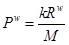 P^w = kR^w / M